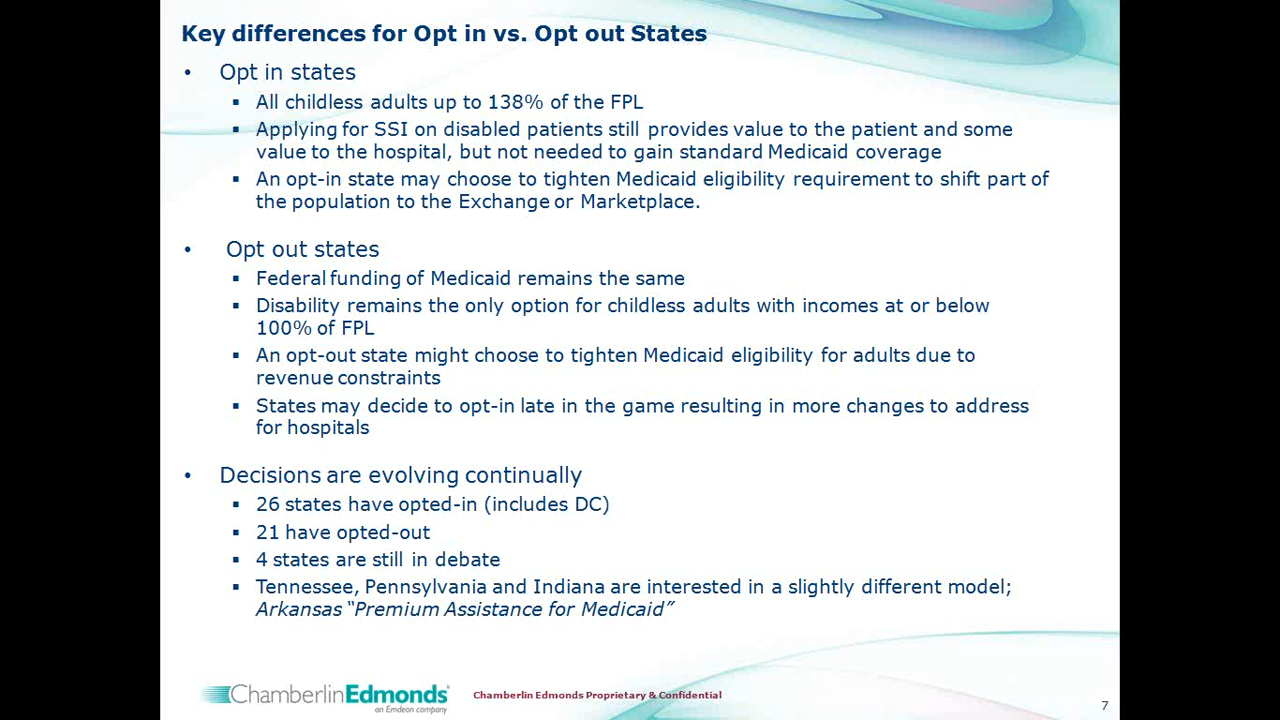 Key differences for Opt in vs. Opt out States
• Opt in states
▪ All childless adults up to 138% of the FPL
▪ Applying for SSI on disabled patients still provides value to the patient and some
value to the hospital, but not needed to gain standard Medicaid coverage
▪ An opt-in state may choose to tighten Medicaid eligibility requirement to shift part of
the population to the Exchange or Marketplace.
• Opt out states
▪ Federal funding of Medicaid remains the same
▪ Disability remains the only option for childless adults with incomes at or below
100% of FPL
▪ An opt-out state might choose to tighten Medicaid eligibility for adults due to
revenue constraints
▪ States may decide to opt-in late in the game resulting in more changes to address
for hospitals
• Decisions are evolving continually
▪ 26 states have opted-in (includes DC)
▪ 21 have opted-out
▪ 4 states are still in debate
▪ Tennessee, Pennsylvania and Indiana are interested in a slightly different model;
Arkansas “Premium Assistance for Medicaid”
ChamberlinEdmonds
an Emdeon company
Chamberlin Edmonds Proprietary & Confidential
7